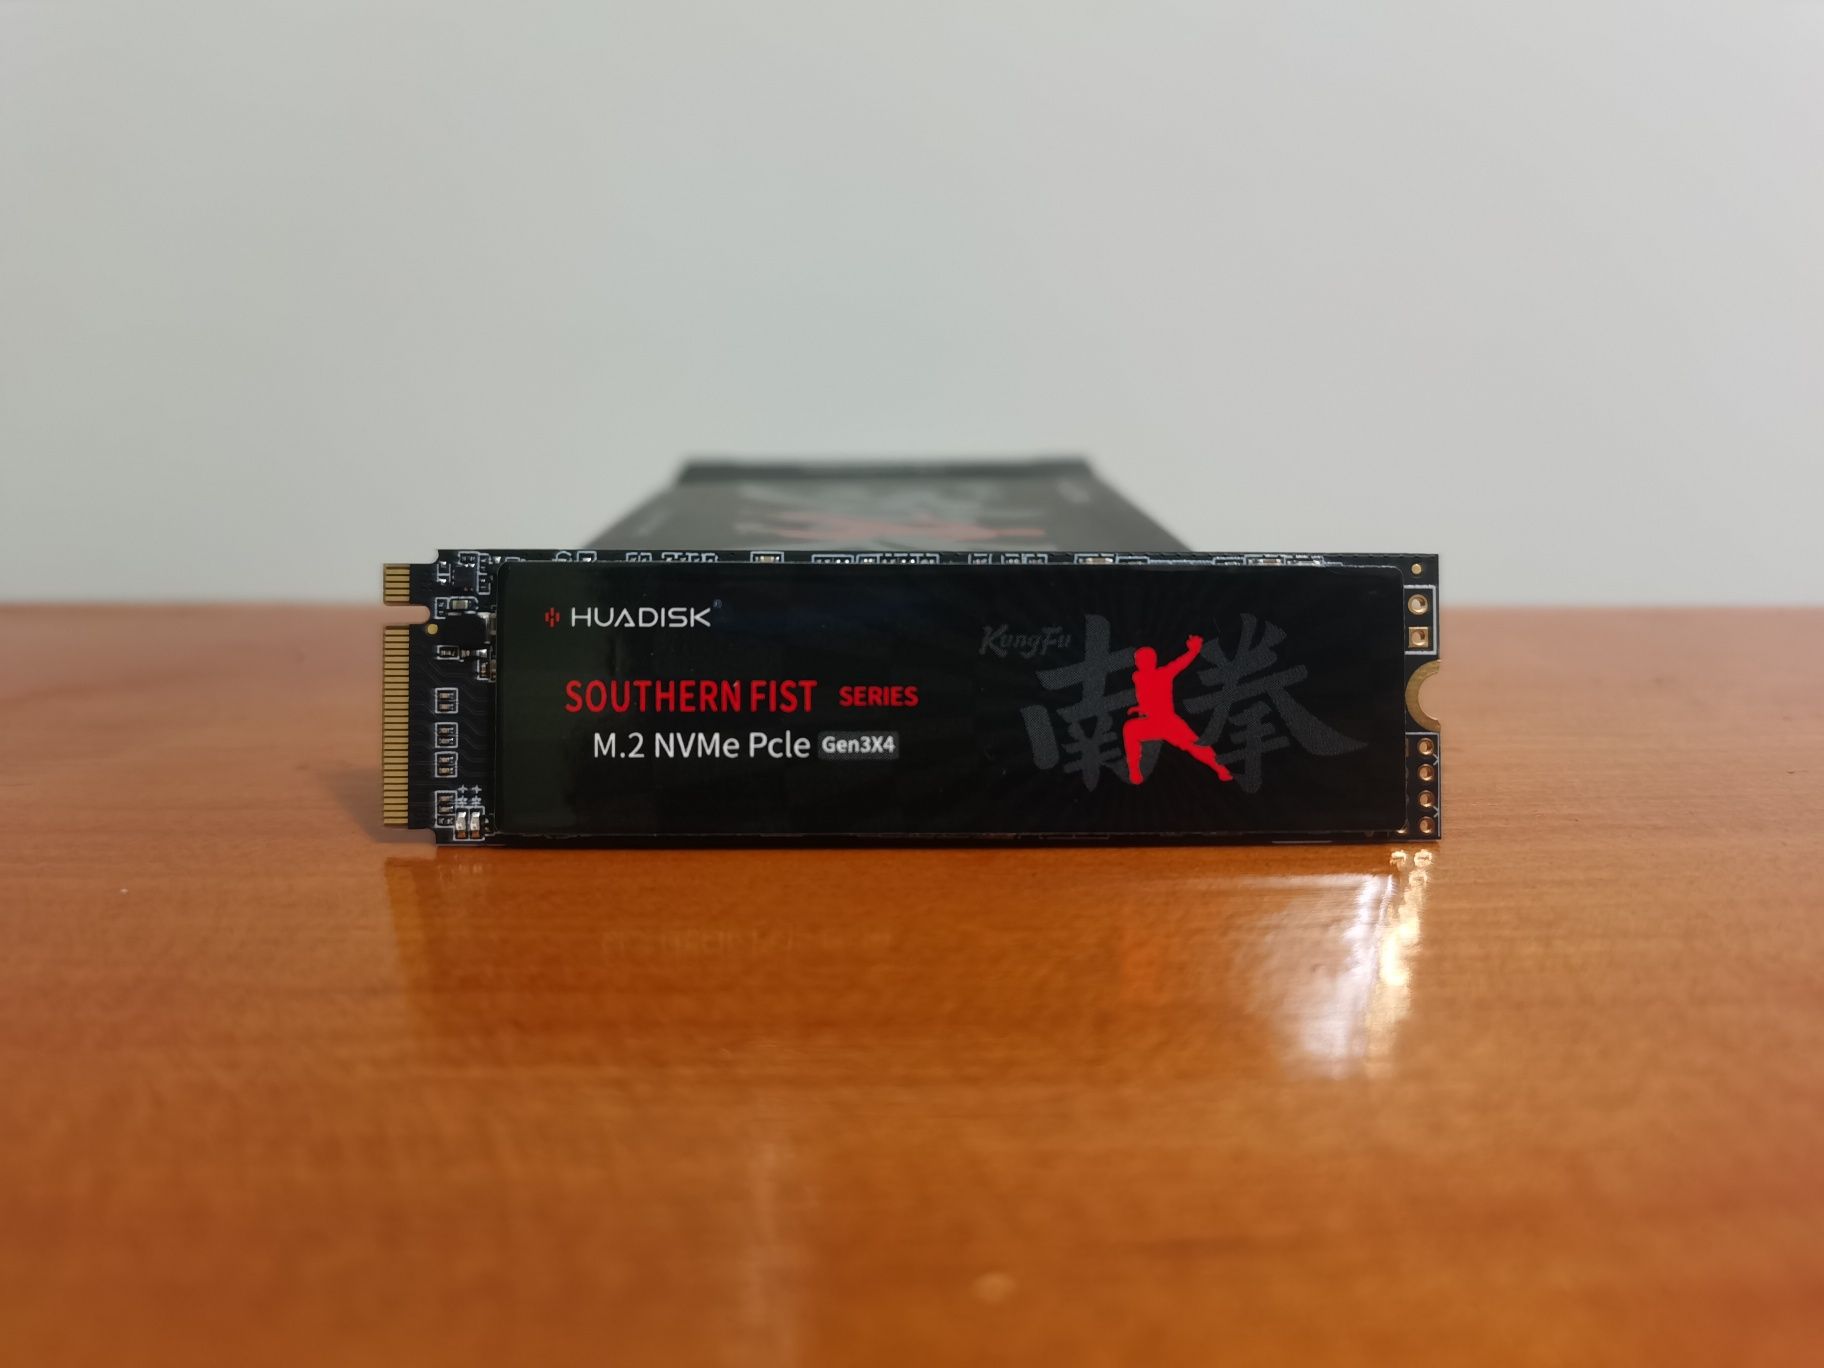 HUADISK®
SOUTHERN FIST SERIES
M.2 NVMe Pcle Gen3X4
KungFu
南拳